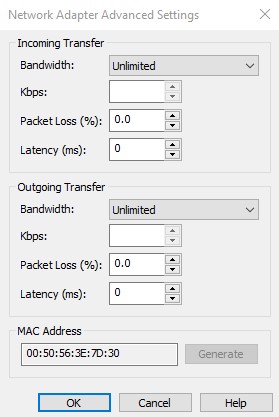 Network Adapter Advanced Settings
Incoming Transfer
Bandwidth: Unlimited
Kbps:
Packet Loss (%): 0.0
Latency (ms): 0
Outgoing Transfer
Bandwidth: Unlimited
Kbps:
Packet Loss (%): 0.0
Latency (ms): 0
MAC Address
00:50:56:3E:7D:30 Generate
OK Cancel Help